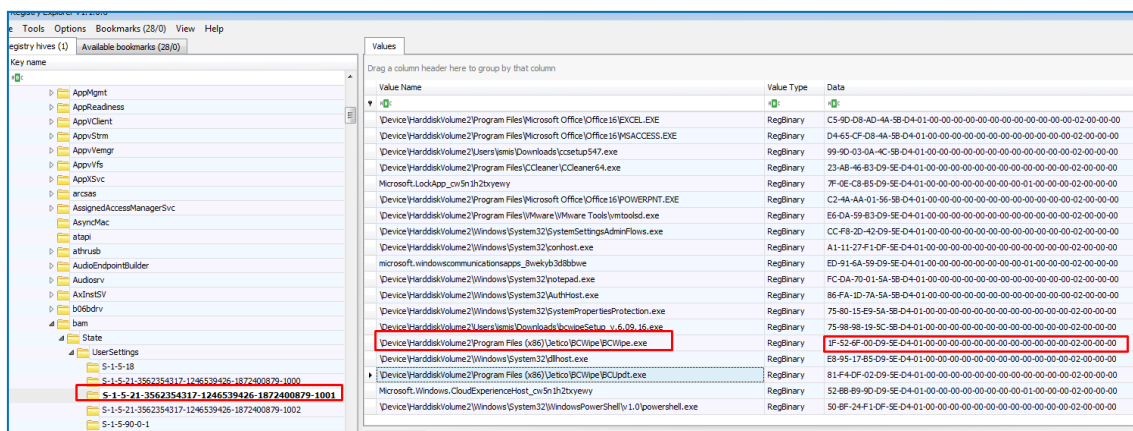 Tools Options Bookmarks (28/0) View Help
egistry hives (1) Available bookmarks (28/0)
Values
Key name
Drag a column header here to group by that column
Value Name Value Type Data
AppMgmt
AppReadiness
AppVClient
AppvStrm
AppvVemgr
AppvVfs
AppXSvc
arcsas
AssignedAccessManagerSvc
AsyncMac
atapi
athrusb
AudioEndpointBuilder
Audiosrv
AxInstSV
b06bdrv
bam
State
UserSettings
S-1-5-18
S-1-5-21-3562354317-1246539426-1872400879-1000
S-1-5-21-3562354317-1246539426-1872400879-1001
S-1-5-21-3562354317-1246539426-1872400879-1002
S-1-5-90-0-1
\Device\HarddiskVolume2\Program Files\Microsoft Office\Office16\EXCEL.EXE RegBinary C5-9D-D8-AD-4A-5B-D4-01-00-00-00-00-00-00-00-00-00-00-00-00-02-00-00-00
\Device\HarddiskVolume2\Program Files\Microsoft Office\Office16\MSACCESS.EXE RegBinary D4-65-CF-D8-4A-5B-D4-01-00-00-00-00-00-00-00-00-00-00-00-00-02-00-00-00
\Device\HarddiskVolume2\Users\jsmis\Downloads\ccsetup547.exe RegBinary 99-9D-03-0A-4C-5B-D4-01-00-00-00-00-00-00-00-00-00-00-00-00-02-00-00-00
\Device\HarddiskVolume2\Program Files\CCleaner\CCleaner64.exe RegBinary 23-AB-46-B3-D9-5E-D4-01-00-00-00-00-00-00-00-00-00-00-00-00-02-00-00-00
Microsoft.LockApp_cw5n1h2txyewy RegBinary 7F-0E-C8-B5-D9-5E-D4-01-00-00-00-00-00-00-00-00-01-00-00-00-02-00-00-00
\Device\HarddiskVolume2\Program Files\Microsoft Office\Office16\POWERPNT.EXE RegBinary C2-4A-AA-01-56-5B-D4-01-00-00-00-00-00-00-00-00-00-00-00-00-02-00-00-00
\Device\HarddiskVolume2\Program Files\VMware\VMware Tools\vmtoolsd.exe RegBinary E6-DA-59-B3-D9-5E-D4-01-00-00-00-00-00-00-00-00-00-00-00-00-02-00-00-00
\Device\HarddiskVolume2\Windows\System32\SystemSettingsAdminFlows.exe RegBinary CC-F8-2D-42-D9-5E-D4-01-00-00-00-00-00-00-00-00-00-00-00-00-02-00-00-00
\Device\HarddiskVolume2\Windows\System32\conhost.exe RegBinary A1-11-27-F1-DF-5E-D4-01-00-00-00-00-00-00-00-00-00-00-00-00-02-00-00-00
microsoft.windowscommunicationsapps_8wekyb3d8bbwe RegBinary ED-91-6A-59-D9-5E-D4-01-00-00-00-00-00-00-00-00-01-00-00-00-02-00-00-00
\Device\HarddiskVolume2\Windows\System32\notepad.exe RegBinary FC-DA-70-01-5A-5B-D4-01-00-00-00-00-00-00-00-00-00-00-00-00-02-00-00-00
\Device\HarddiskVolume2\Windows\System32\AuthHost.exe RegBinary 86-FA-1D-7A-5A-5B-D4-01-00-00-00-00-00-00-00-00-00-00-00-00-02-00-00-00
\Device\HarddiskVolume2\Windows\System32\SystemPropertiesProtection.exe RegBinary 75-80-15-E9-5A-5B-D4-01-00-00-00-00-00-00-00-00-00-00-00-00-02-00-00-00
\Device\HarddiskVolume2\Users\jsmis\Downloads\bcwipeSetup_v.6.09.16.exe RegBinary 75-98-98-19-5C-5B-D4-01-00-00-00-00-00-00-00-00-00-00-00-00-02-00-00-00
\Device\HarddiskVolume2\Program Files (x86)\Jetico\BCWipe\BCWipe.exe RegBinary 1F-52-6F-00-D9-5E-D4-01-00-00-00-00-00-00-00-00-00-00-00-00-02-00-00-00
\Device\HarddiskVolume2\Windows\System32\dllhost.exe RegBinary E8-95-17-B5-D9-5E-D4-01-00-00-00-00-00-00-00-00-00-00-00-00-02-00-00-00
\Device\HarddiskVolume2\Program Files (x86)\Jetico\BCWipe\BCUpdt.exe RegBinary 81-F4-DF-02-D9-5E-D4-01-00-00-00-00-00-00-00-00-00-00-00-00-02-00-00-00
Microsoft.Windows.CloudExperienceHost_cw5n1h2txyewy RegBinary 52-BB-B9-9D-D9-5E-D4-01-00-00-00-00-00-00-00-00-01-00-00-00-02-00-00-00
\Device\HarddiskVolume2\Windows\System32\WindowsPowerShell\v1.0\powershell.exe RegBinary 50-BF-24-F1-DF-5E-D4-01-00-00-00-00-00-00-00-00-00-00-00-00-02-00-00-00